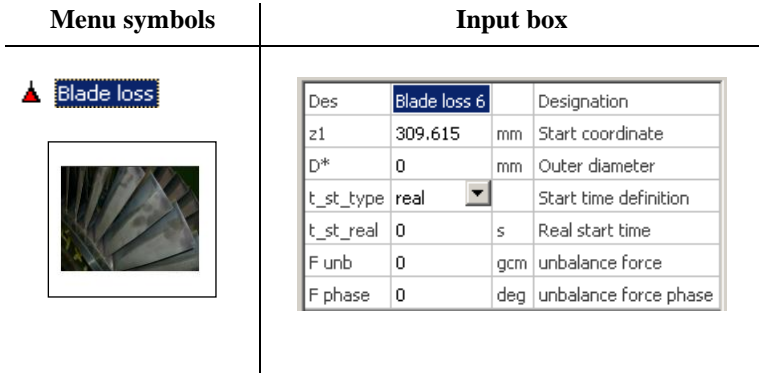 Menu symbols Input box
Blade loss
Des Blade loss 6 Designation
z1 309.615 mm Start coordinate
D* 0 mm Outer diameter
t_st_type real Start time definition
t_st_real 0 s Real start time
F unb 0 gcm unbalance force
F phase 0 deg unbalance force phase